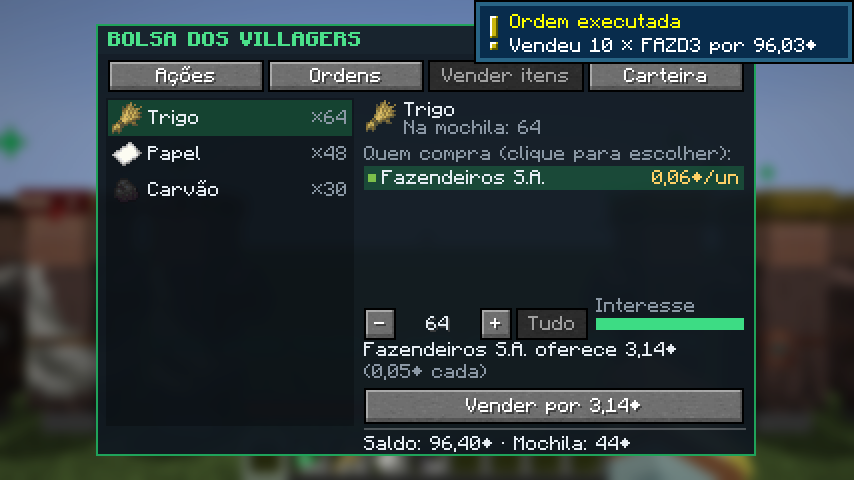 Ordem executada
Vendeu 10 × FAZD3 por 96,03♦
BOLSA DOS VILLAGERS
Ações
Ordens
Vender itens
Carteira
Trigo ×64
Papel ×48
Carvão ×30
Trigo
Na mochila: 64
Quem compra (clique para escolher):
Fazendeiros S.A. 0,06♦/un
Interesse
− 64 + Tudo
Fazendeiros S.A. oferece 3,14♦
(0,05♦ cada)
Vender por 3,14♦
Saldo: 96,40♦ · Mochila: 44♦